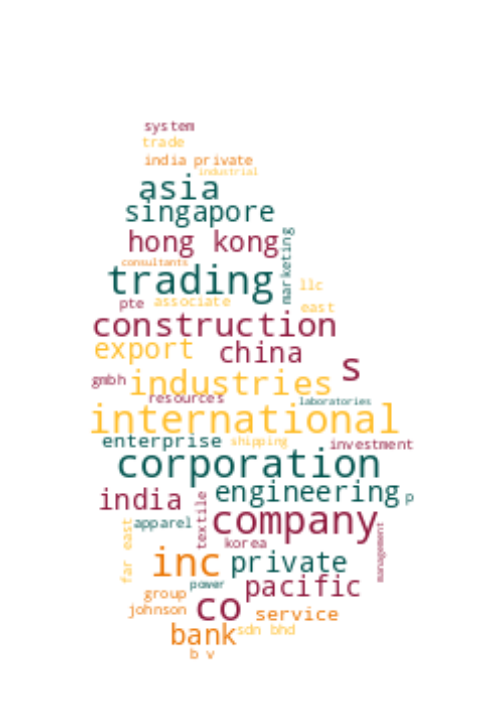 system
trade
india private
industrial
asia
singapore
hong kong
marketing
consultants
trading
llc
pte associate east
construction
export china
s
gmbh industries
resources laboratories
international
enterprise shipping investment
corporation
india engineering p
textile
company
apparel
far east
korea
management
inc private
power pacific
group
johnson co service
bank sdn bhd
b v